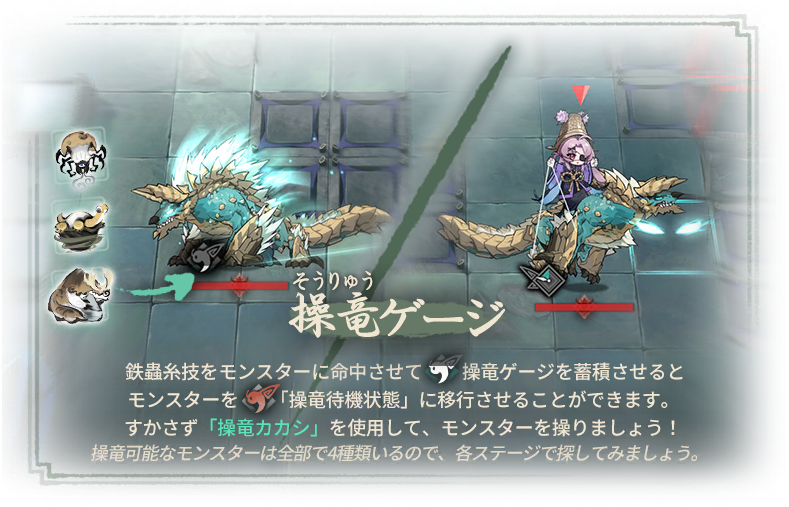 そうりゅう
操竜ゲージ
鉄蟲糸技をモンスターに命中させて 操竜ゲージを蓄積させると
モンスターを 「操竜待機状態」に移行させることができます。
すかさず「操竜カカシ」を使用して、モンスターを操りましょう！
操竜可能なモンスターは全部で4種類いるので、各ステージで探してみましょう。